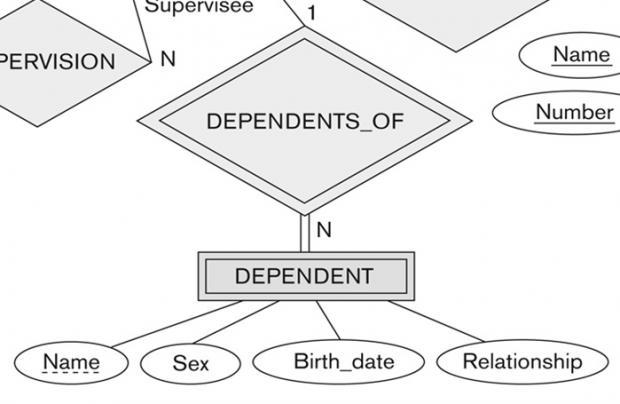 Supervisee
1
PERVISION
N
Name
Number
DEPENDENTS_OF
N
DEPENDENT
Name
Sex
Birth_date
Relationship